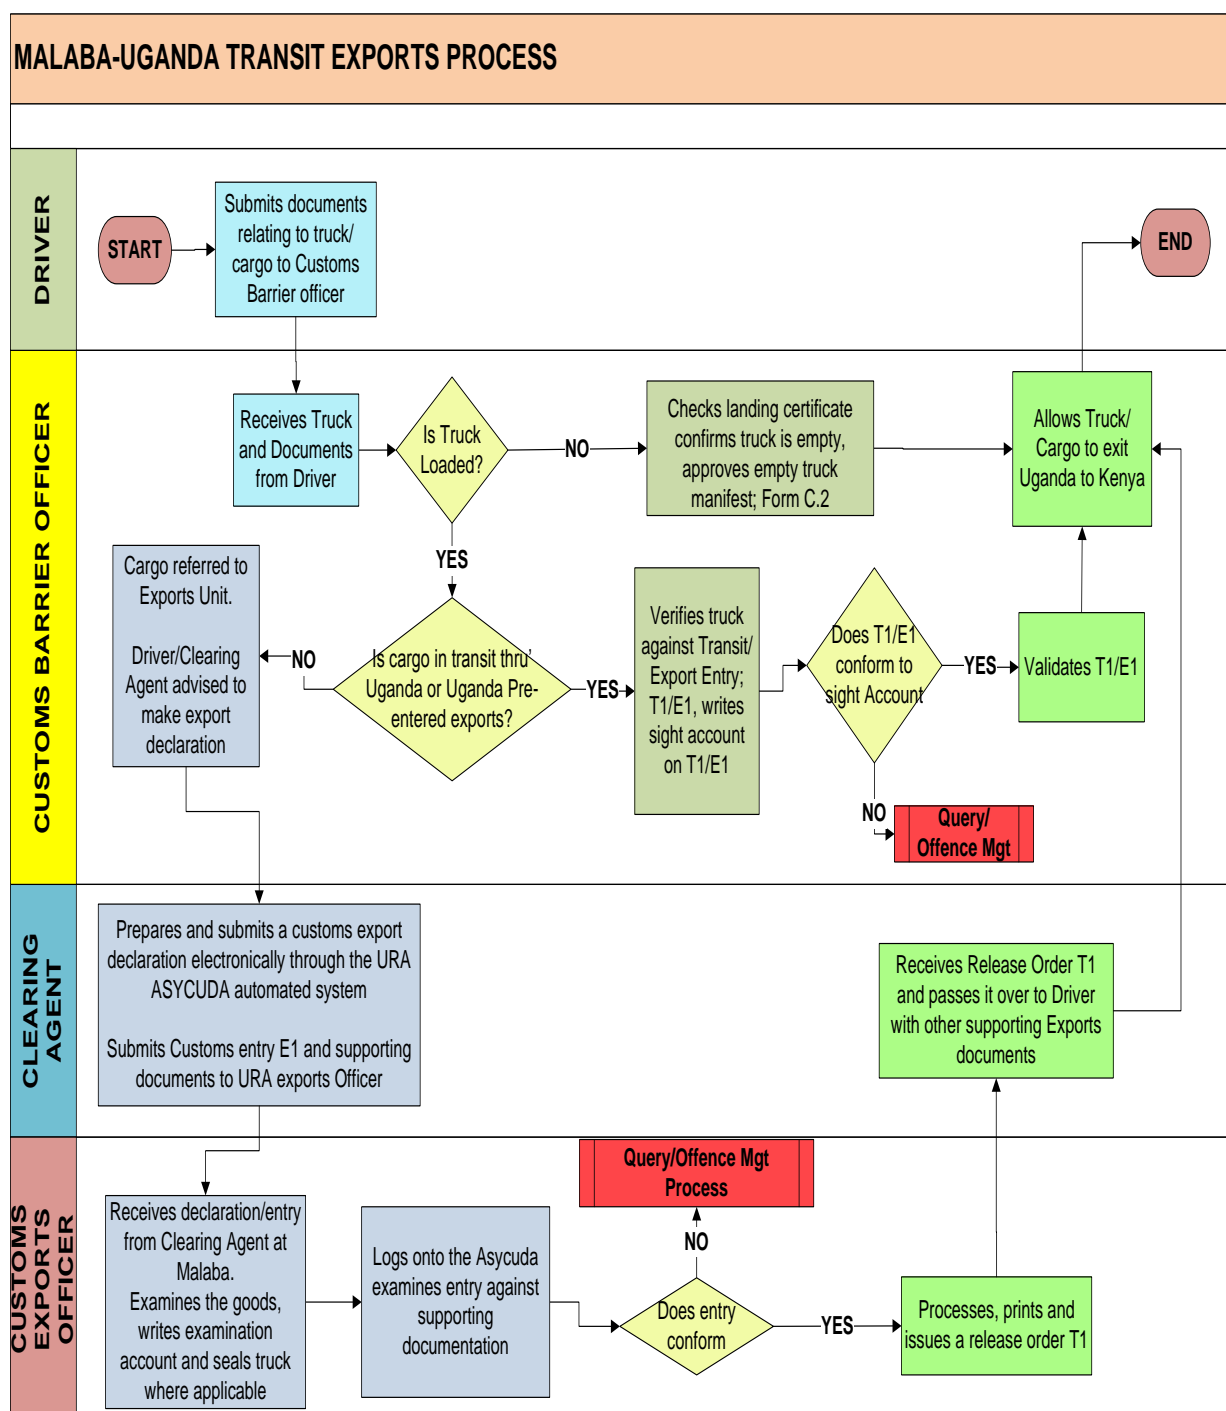 MALABA-UGANDA TRANSIT EXPORTS PROCESS
DRIVER
START
Submits documents
relating to truck/
cargo to Customs
Barrier officer
END
CUSTOMS BARRIER OFFICER
Receives Truck
and Documents
from Driver
Is Truck
Loaded?
NO
Checks landing certificate
confirms truck is empty,
approves empty truck
manifest; Form C.2
Allows Truck/
Cargo to exit
Uganda to Kenya
YES
Cargo referred to
Exports Unit.
Driver/Clearing
Agent advised to
make export
declaration
NO
Is cargo in transit thru'
Uganda or Uganda Pre-
entered exports?
YES
Verifies truck
against Transit/
Export Entry;
T1/E1, writes
sight account
on T1/E1
Does T1/E1
conform to
sight Account
YES
Validates T1/E1
NO
Query/
Offence Mgt
CLEARING
AGENT
Prepares and submits a customs export
declaration electronically through the URA
ASYCUDA automated system
Submits Customs entry E1 and supporting
documents to URA exports Officer
Receives Release Order T1
and passes it over to Driver
with other supporting Exports
documents
CUSTOMS
EXPORTS
OFFICER
Receives declaration/entry
from Clearing Agent at
Malaba.
Examines the goods,
writes examination
account and seals truck
where applicable
Logs onto the Asycuda
examines entry against
supporting
documentation
Query/Offence Mgt
Process
NO
Does entry
conform
YES
Processes, prints and
issues a release order T1